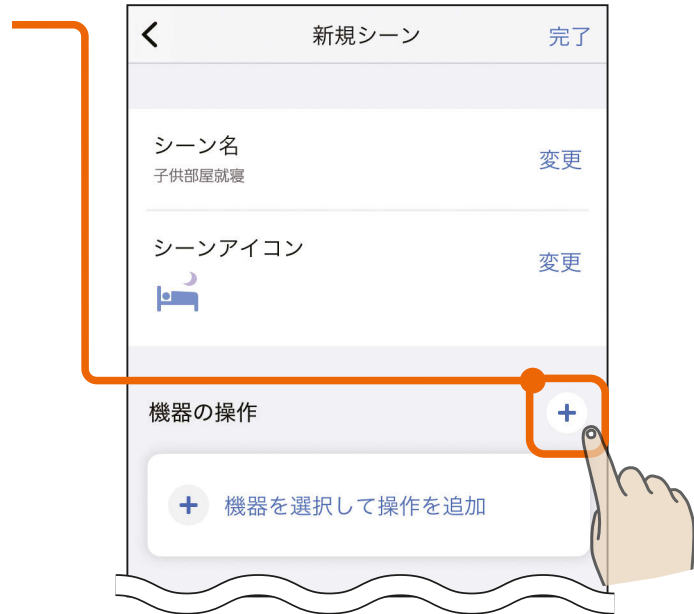 新規シーン
完了
シーン名
変更
子供部屋就寝
シーンアイコン
変更
機器の操作
+
+ 機器を選択して操作を追加